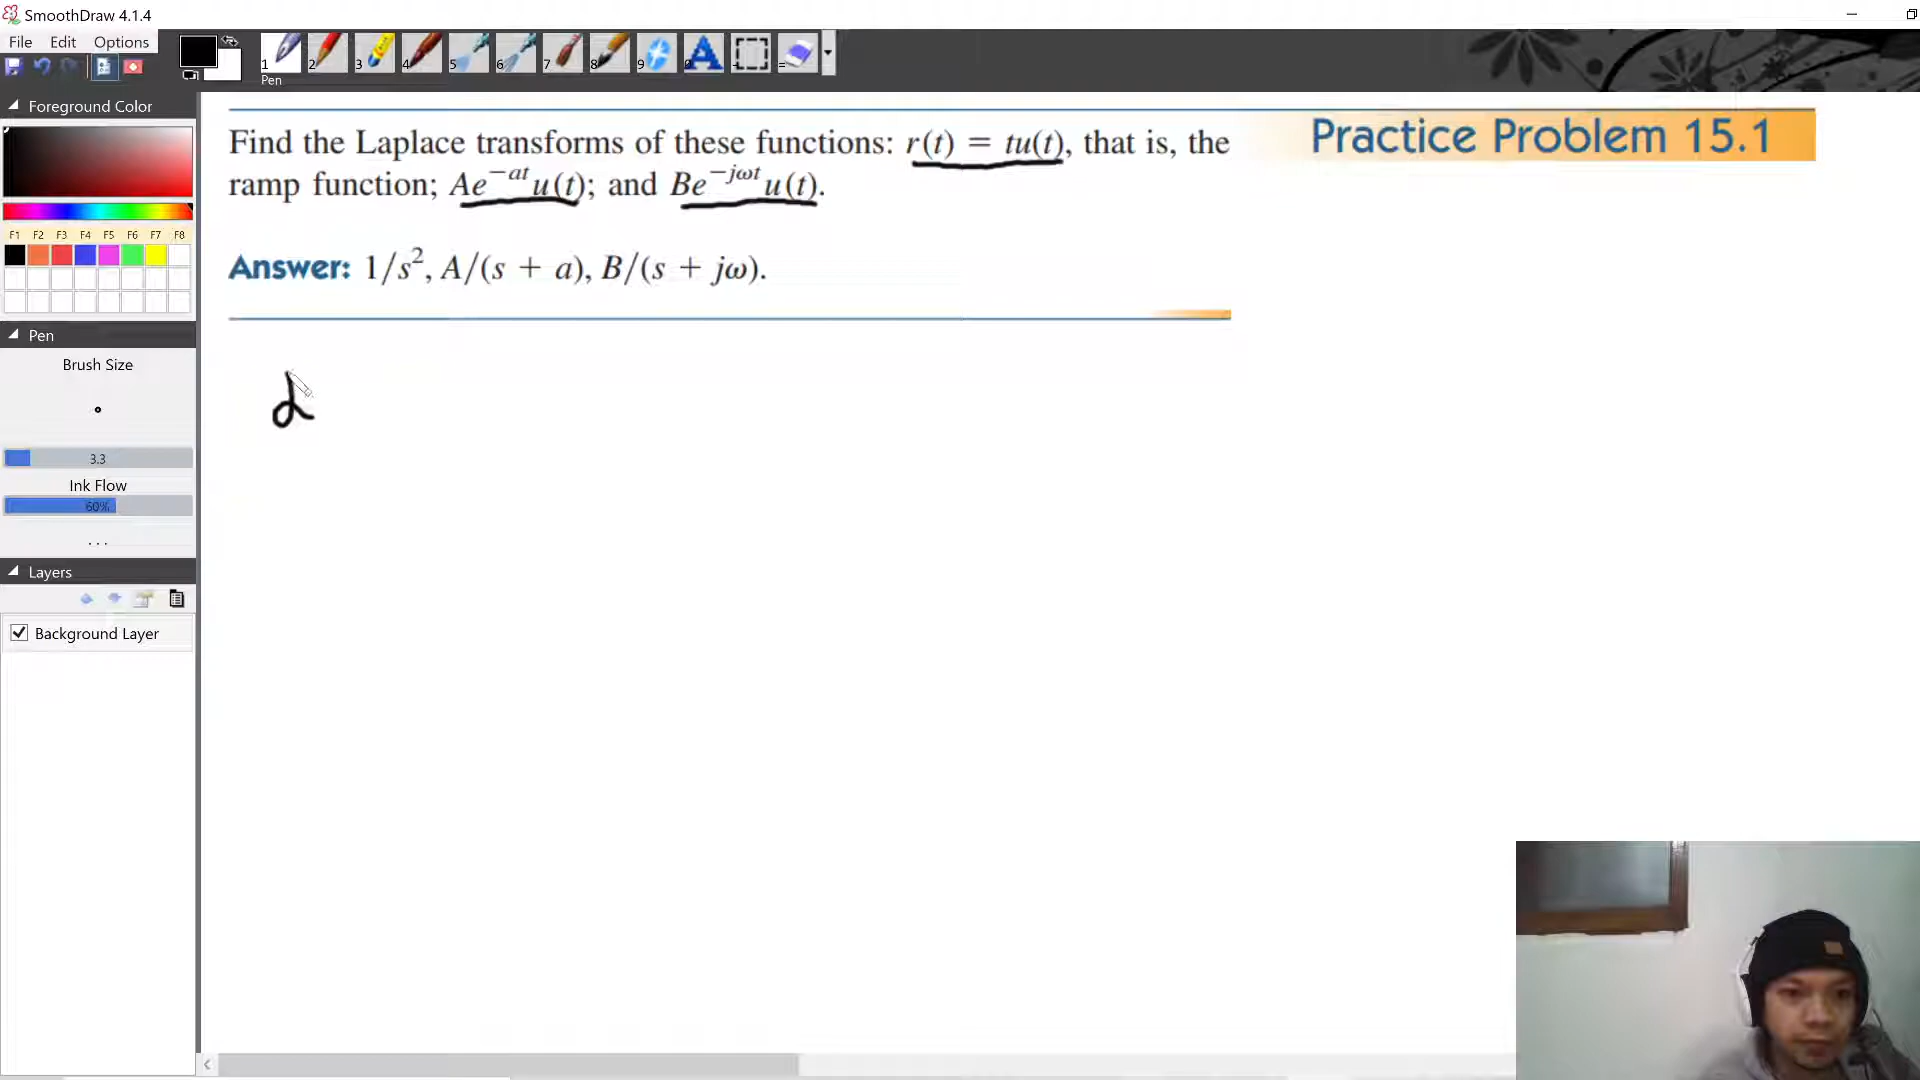 SmoothDraw 4.1.4
File Edit Options
1 2 3 4 5 6 7 8 9
Pen
Foreground Color
F1 F2 F3 F4 F5 F6 F7 F8
Pen
Brush Size
3.3
Ink Flow
60%
...
Layers
Background Layer
Find the Laplace transforms of these functions: r(t) = tu(t), that is, the
ramp function; Ae^{−at}u(t); and Be^{−jωt}u(t).
Answer: 1/s², A/(s + a), B/(s + jω).
Practice Problem 15.1
ℒ